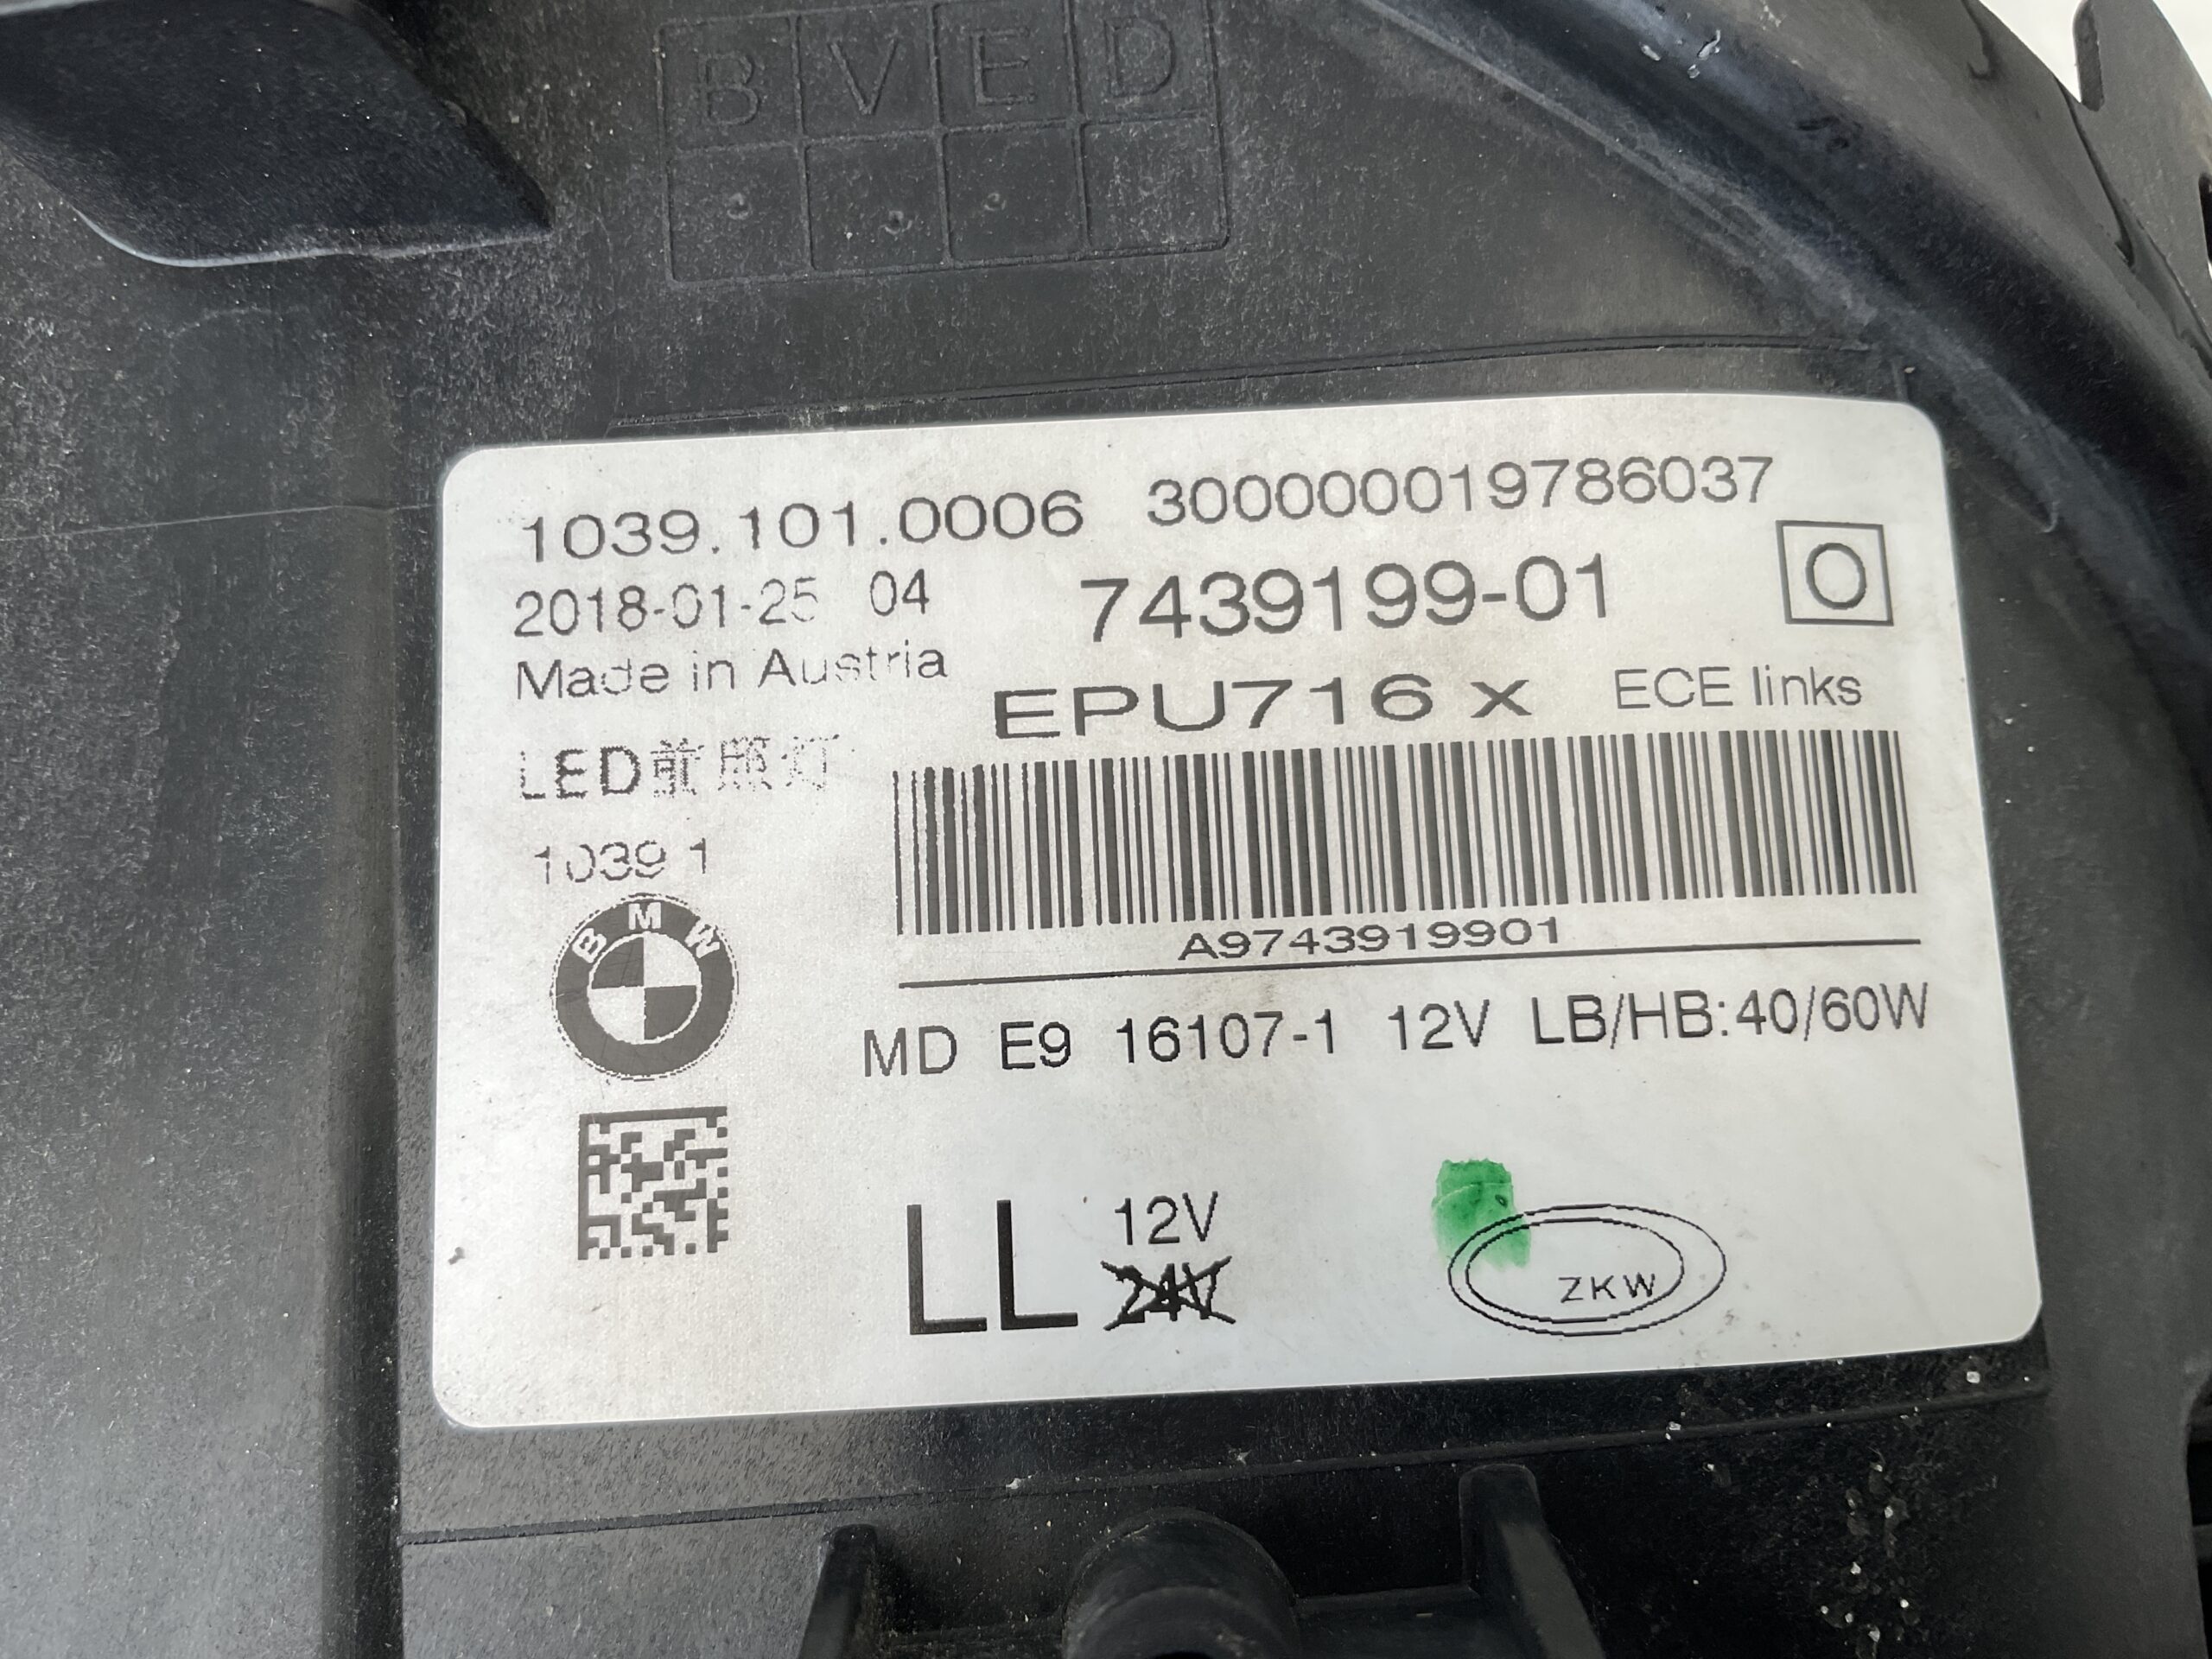 B V E D
1039.101.0006 300000019786037
2018-01-25 04 7439199-01 O
Made in Austria
EPU716 X ECE links
LED前照灯
1039 1
BMW
A9743919901
MD E9 16107-1 12V LB/HB:40/60W
LL 12V
24V
ZKW